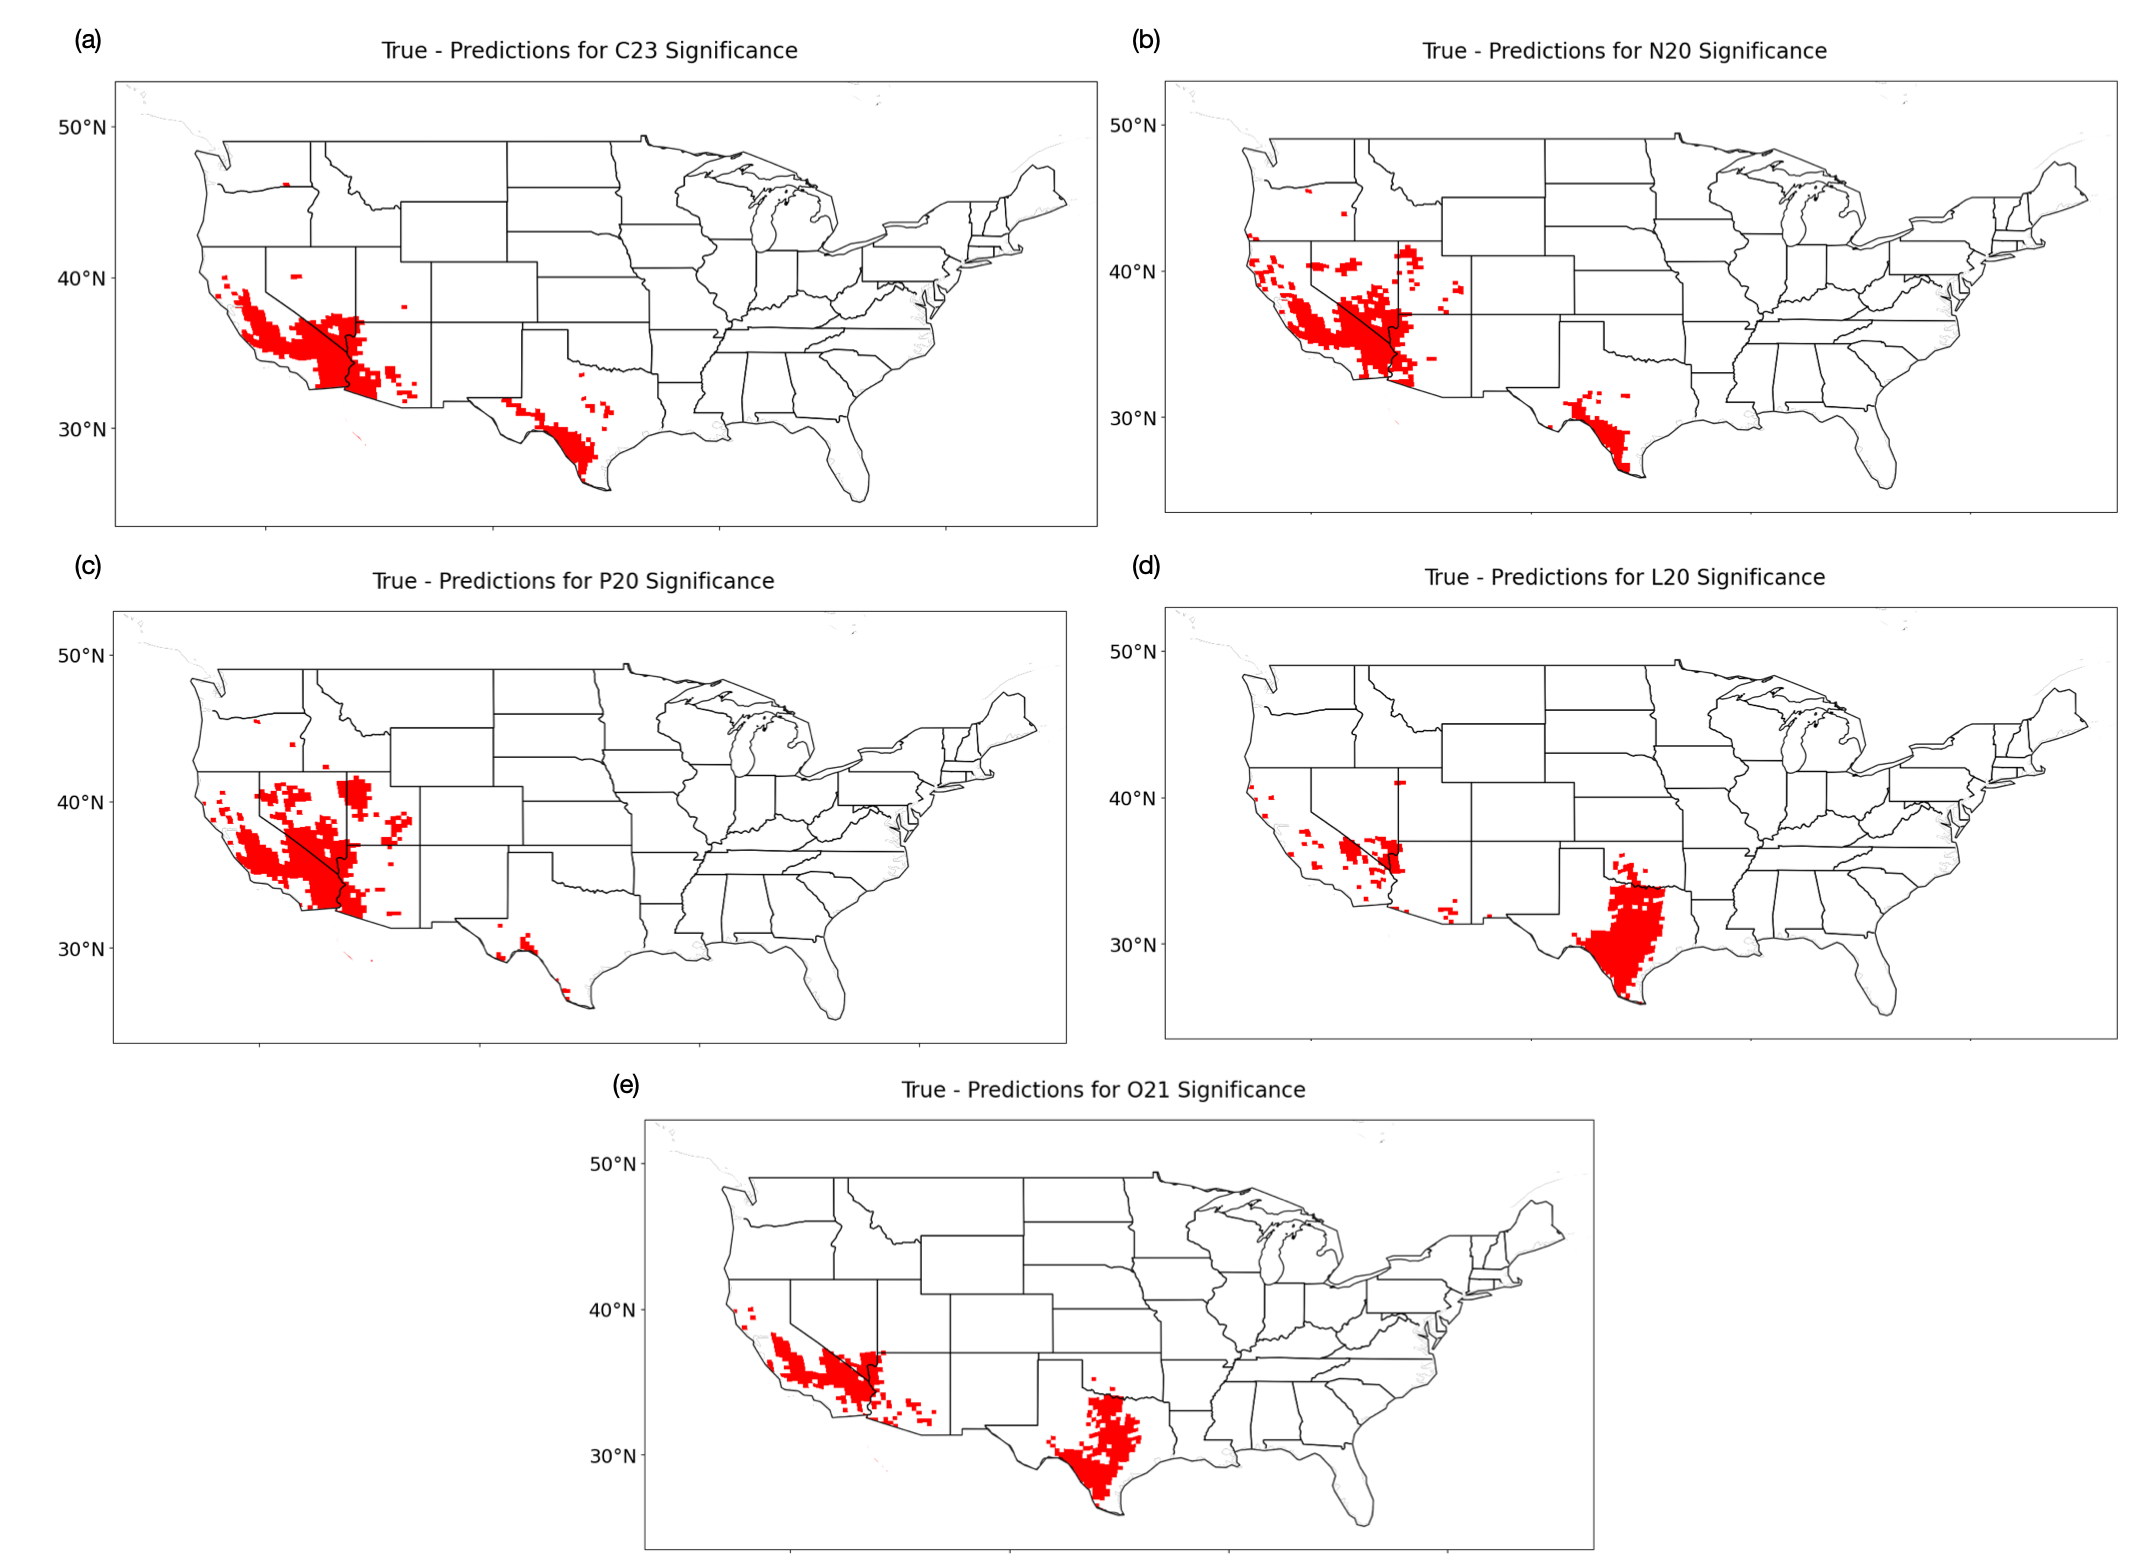 (a)
True - Predictions for C23 Significance
50°N
40°N
30°N
(b)
True - Predictions for N20 Significance
50°N
40°N
30°N
(c)
True - Predictions for P20 Significance
50°N
40°N
30°N
(d)
True - Predictions for L20 Significance
50°N
40°N
30°N
(e)
True - Predictions for O21 Significance
50°N
40°N
30°N